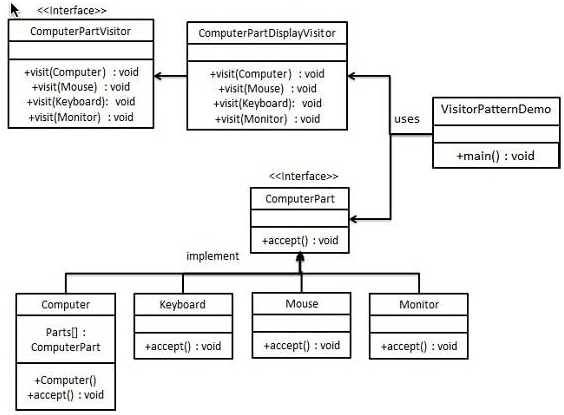 <<Interface>>
ComputerPartVisitor
+visit(Computer) : void
+visit(Mouse) : void
+visit(Keyboard): void
+visit(Monitor) : void
ComputerPartDisplayVisitor
+visit(Computer) : void
+visit(Mouse) : void
+visit(Keyboard): void
+visit(Monitor) : void
uses
VisitorPatternDemo
+main() : void
<<Interface>>
ComputerPart
+accept() : void
implement
Computer
Parts[] :
ComputerPart
+Computer()
+accept() : void
Keyboard
+accept() : void
Mouse
+accept() : void
Monitor
+accept() : void